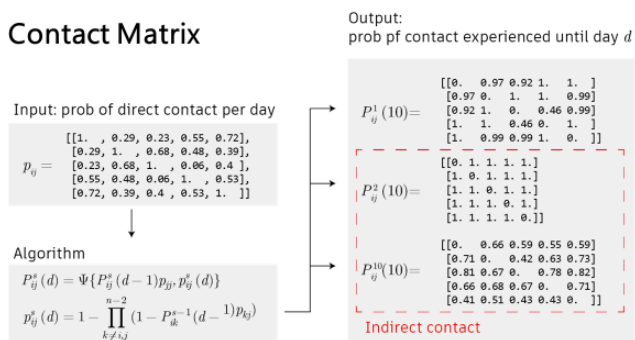 Contact Matrix
Input: prob of direct contact per day
p_ij =
[[1. , 0.29, 0.23, 0.55, 0.72],
[0.29, 1. , 0.68, 0.48, 0.39],
[0.23, 0.68, 1. , 0.06, 0.4 ],
[0.55, 0.48, 0.06, 1. , 0.53],
[0.72, 0.39, 0.4 , 0.53, 1. ]]
Algorithm
P^s_ij (d) = Ψ{P^s_ij (d−1)p_jj, p^s_ij (d)}
p^s_ij (d) = 1 − ∏^{n−2}_{k≠i,j} (1 − P^{s−1}_ik (d − 1)p_kj)
Output:
prob pf contact experienced until day d
P^1_ij (10)=
[[0. 0.97 0.92 1. 1. ]
[0.97 0. 1. 1. 0.99]
[0.92 1. 0. 0.46 0.99]
[1. 1. 0.46 0. 1. ]
[1. 0.99 0.99 1. 0. ]]
P^2_ij (10)=
[[0. 1. 1. 1. 1.]
[1. 0. 1. 1. 1.]
[1. 1. 0. 1. 1.]
[1. 1. 1. 0. 1.]
[1. 1. 1. 1. 0.]]
P^10_ij (10)=
[[0. 0.66 0.59 0.55 0.59]
[0.71 0. 0.42 0.63 0.73]
[0.81 0.67 0. 0.78 0.82]
[0.66 0.68 0.67 0. 0.71]
[0.41 0.51 0.43 0.43 0. ]]
Indirect contact